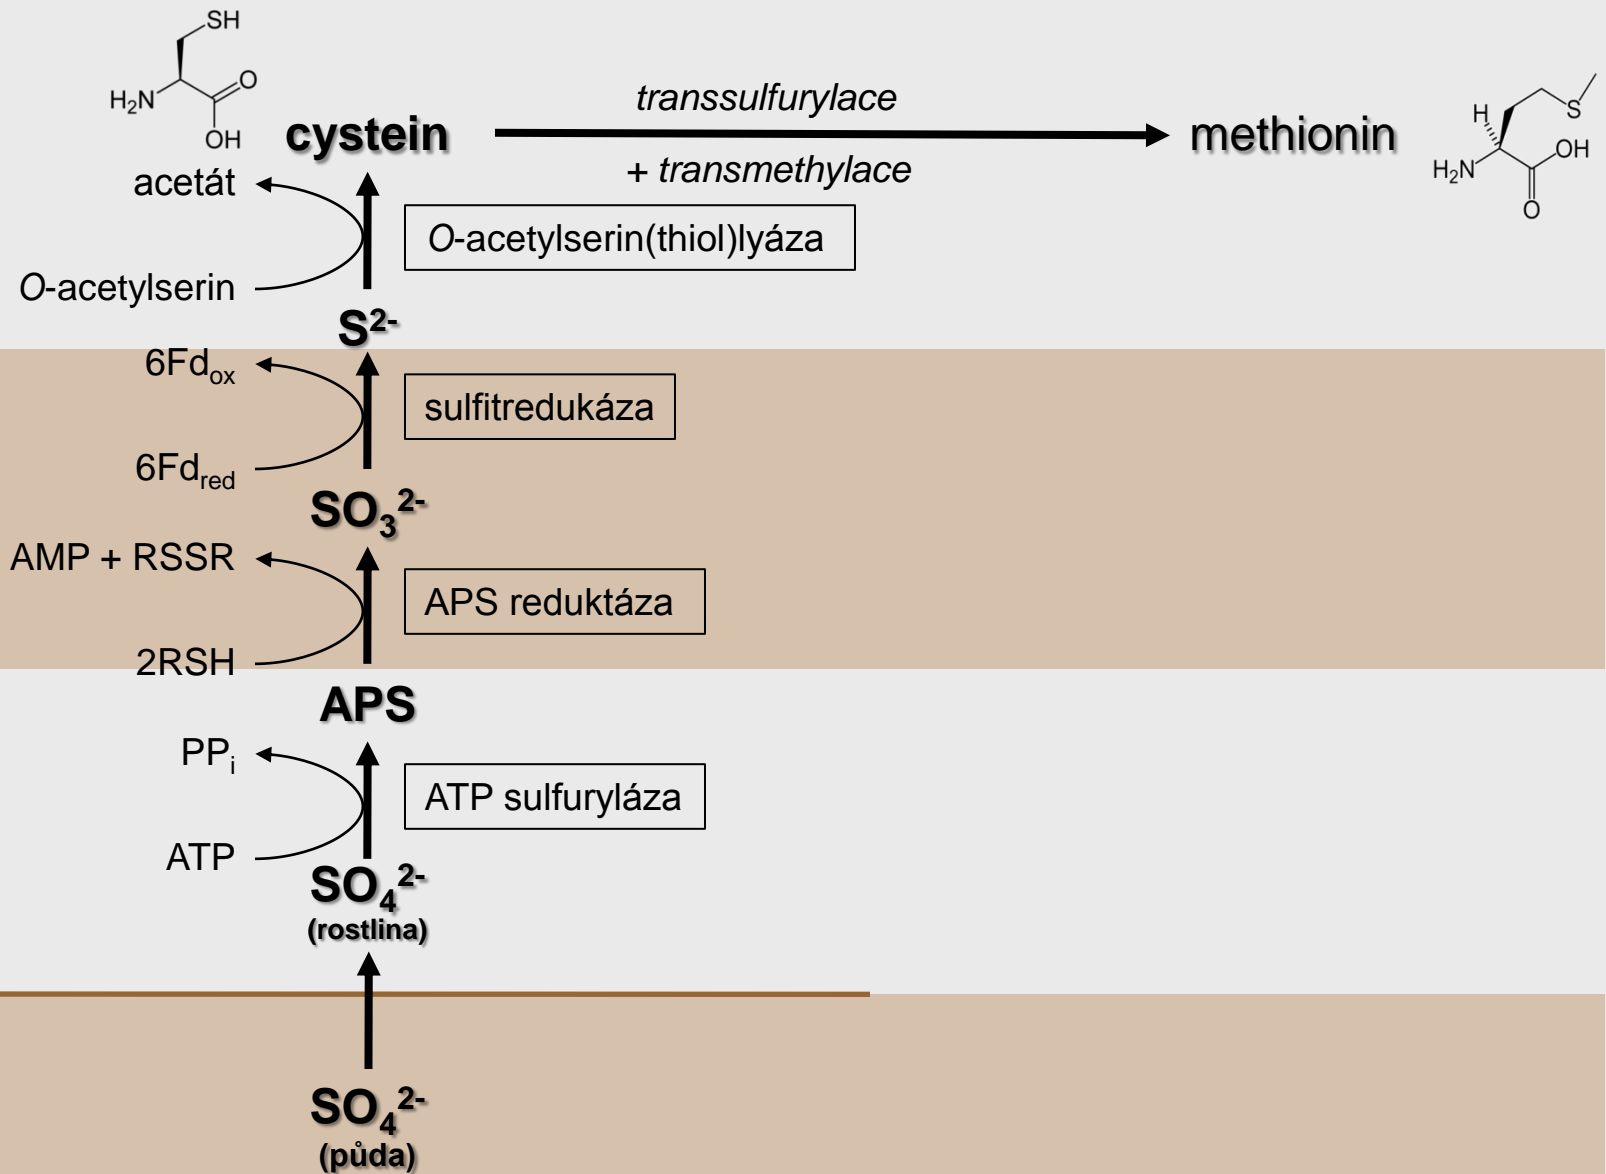 SH
H₂N
O
OH
cystein
transsulfurylace
+ transmethylace
methionin
H
S
H₂N
OH
O
acetát
O-acetylserin(thiol)lyáza
O-acetylserin
S²⁻
6Fdox
sulfitredukáza
6Fdred
SO₃²⁻
AMP + RSSR
APS reduktáza
2RSH
APS
PPi
ATP sulfuryláza
ATP
SO₄²⁻
(rostlina)
SO₄²⁻
(půda)